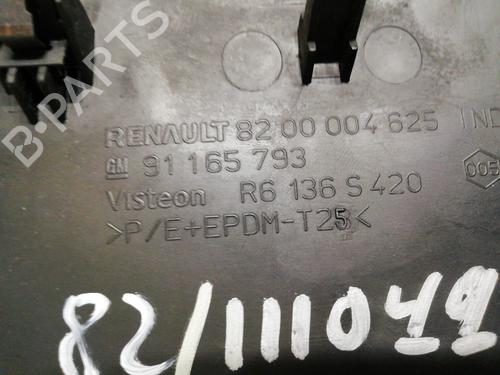 B-PARTS
RENAULT 82 00 004 625 IND
GM 91 165 793
005
Visteon R6 136 S 420
>P/E+EPDM-T25<
82/111049